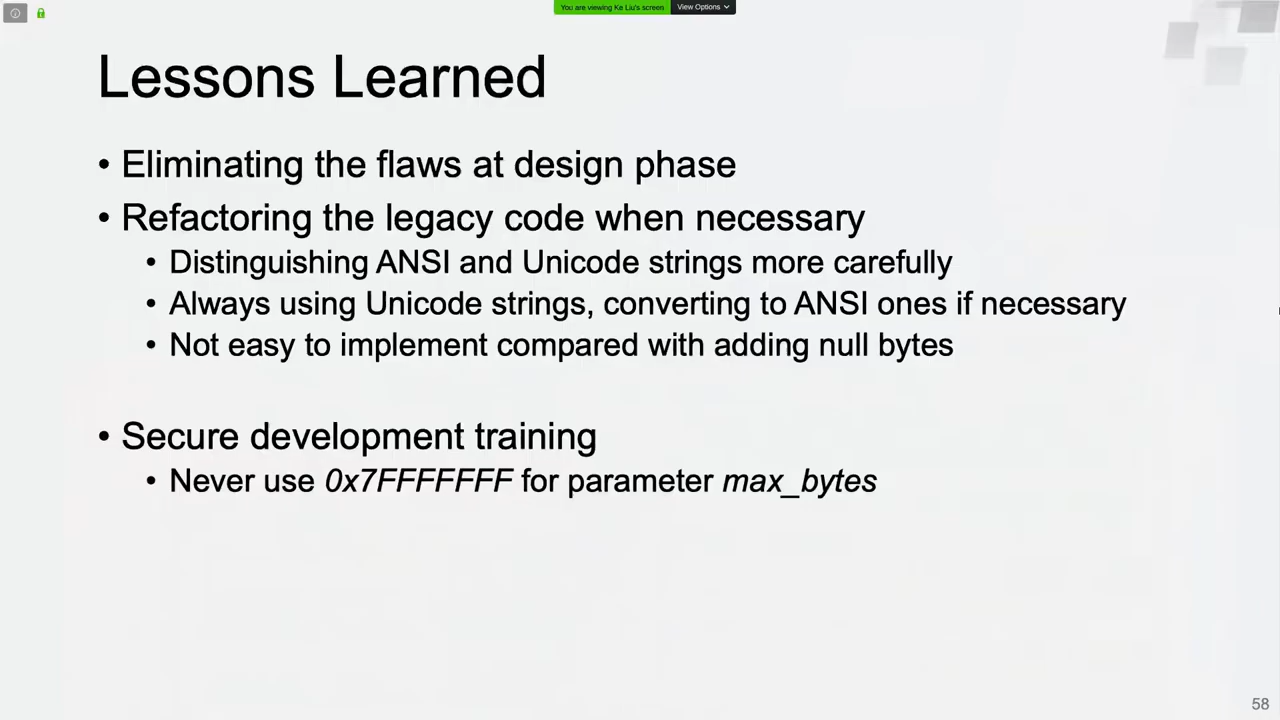 You are viewing Ke Liu's screen View Options
Lessons Learned
• Eliminating the flaws at design phase
• Refactoring the legacy code when necessary
• Distinguishing ANSI and Unicode strings more carefully
• Always using Unicode strings, converting to ANSI ones if necessary
• Not easy to implement compared with adding null bytes
• Secure development training
• Never use 0x7FFFFFFF for parameter max_bytes
58